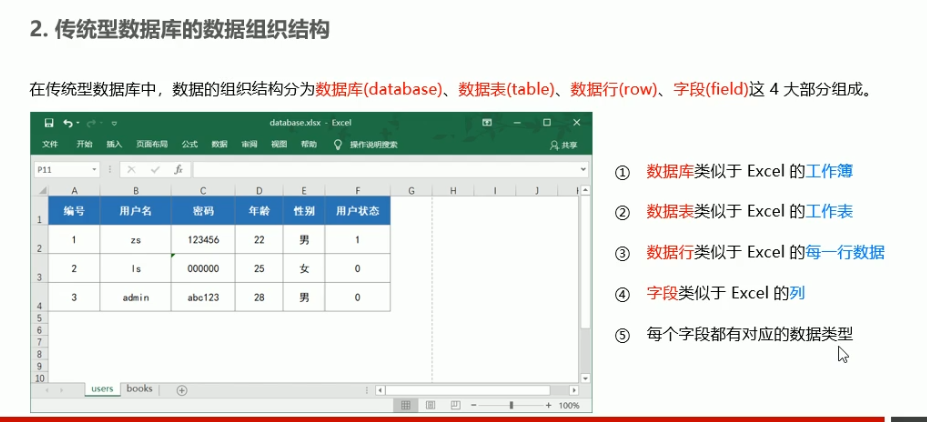 2. 传统型数据库的数据组织结构
在传统型数据库中，数据的组织结构分为数据库(database)、数据表(table)、数据行(row)、字段(field)这 4 大部分组成。
database.xlsx - Excel
文件 开始 插入 页面布局 公式 数据 审阅 视图 帮助 操作说明搜索 共享
P11 fx
A B C D E F G H I J
1 编号 用户名 密码 年龄 性别 用户状态
2 1 zs 123456 22 男 1
3 2 ls 000000 25 女 0
4 3 admin abc123 28 男 0
5
6
7
8
9
10
users books
100%
① 数据库类似于 Excel 的工作簿
② 数据表类似于 Excel 的工作表
③ 数据行类似于 Excel 的每一行数据
④ 字段类似于 Excel 的列
⑤ 每个字段都有对应的数据类型